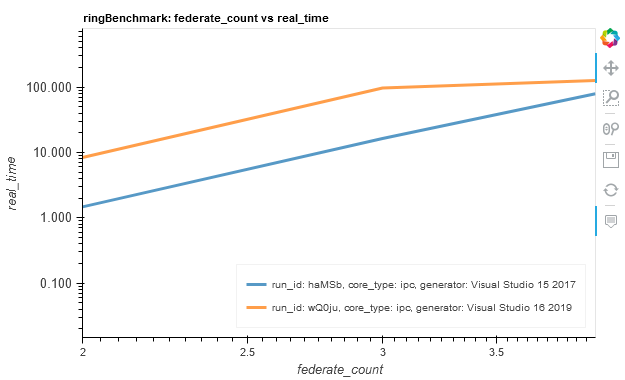 ringBenchmark: federate_count vs real_time
100.000
10.000
1.000
0.100
real_time
run_id: haMSb, core_type: ipc, generator: Visual Studio 15 2017
run_id: wQ0ju, core_type: ipc, generator: Visual Studio 16 2019
2
2.5
3
3.5
federate_count